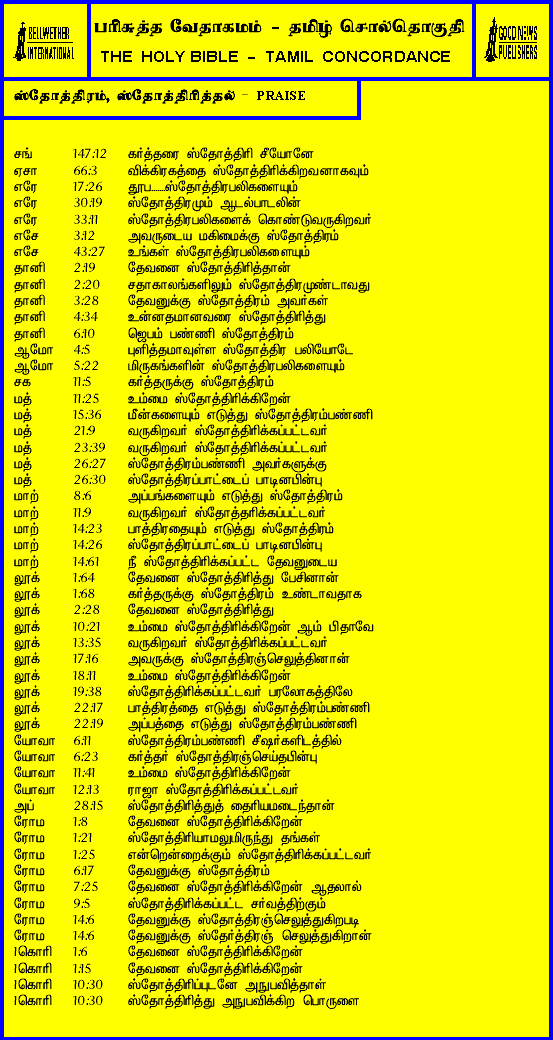 BELLWETHER INTERNATIONAL
பரிசுத்த வேதாகமம் - தமிழ் சொல்தொகுதி
THE HOLY BIBLE - TAMIL CONCORDANCE
GOOD NEWS PUBLISHERS
ஸ்தோத்திரம், ஸ்தோத்திரித்தல் - PRAISE
சங் 147:12 கர்த்தரை ஸ்தோத்திரி சீயோனே
ஏசா 66:3 விக்கிரகத்தை ஸ்தோத்திரிக்கிறவனாகவும்
எரே 17:26 தூப......ஸ்தோத்திரபலிகளையும்
எரே 30:19 ஸ்தோத்திரமும் ஆடல்பாடலின்
எரே 33:11 ஸ்தோத்திரபலிகளைக் கொண்டுவருகிறவர்
எசே 3:12 அவருடைய மகிமைக்கு ஸ்தோத்திரம்
எசே 43:27 உங்கள் ஸ்தோத்திரபலிகளையும்
தானி 2:19 தேவனை ஸ்தோத்திரித்தான்
தானி 2:20 சதாகாலங்களிலும் ஸ்தோத்திரமுண்டாவது
தானி 3:28 தேவனுக்கு ஸ்தோத்திரம் அவர்கள்
தானி 4:34 உன்னதமானவரை ஸ்தோத்திரித்து
தானி 6:10 ஜெபம் பண்ணி ஸ்தோத்திரம்
ஆமோ 4:5 புளித்தமாவுள்ள ஸ்தோத்திர பலியோடே
ஆமோ 5:22 மிருகங்களின் ஸ்தோத்திரபலிகளையும்
சக 11:5 கர்த்தருக்கு ஸ்தோத்திரம்
மத் 11:25 உம்மை ஸ்தோத்திரிக்கிறேன்
மத் 15:36 மீன்களையும் எடுத்து ஸ்தோத்திரம்பண்ணி
மத் 21:9 வருகிறவர் ஸ்தோத்திரிக்கப்பட்டவர்
மத் 23:39 வருகிறவர் ஸ்தோத்திரிக்கப்பட்டவர்
மத் 26:27 ஸ்தோத்திரம்பண்ணி அவர்களுக்கு
மத் 26:30 ஸ்தோத்திரப்பாட்டைப் பாடினபின்பு
மாற் 8:6 அப்பங்களையும் எடுத்து ஸ்தோத்திரம்
மாற் 11:9 வருகிறவர் ஸ்தோத்தரிக்கப்பட்டவர்
மாற் 14:23 பாத்திரதையும் எடுத்து ஸ்தோத்திரம்
மாற் 14:26 ஸ்தோத்திரப்பாட்டைப் பாடினபின்பு
மாற் 14:61 நீ ஸ்தோத்திரிக்கப்பட்ட தேவனுடைய
லூக் 1:64 தேவனை ஸ்தோத்திரித்து பேசினான்
லூக் 1:68 கர்த்தருக்கு ஸ்தோத்திரம் உண்டாவதாக
லூக் 2:28 தேவனை ஸ்தோத்திரித்து
லூக் 10:21 உம்மை ஸ்தோத்திரிக்கிறேன் ஆம் பிதாவே
லூக் 13:35 வருகிறவர் ஸ்தோத்திரிக்கப்பட்டவர்
லூக் 17:16 அவருக்கு ஸ்தோத்திரஞ்செலுத்தினான்
லூக் 18:11 உம்மை ஸ்தோத்திரிக்கிறேன்
லூக் 19:38 ஸ்தோத்திரிக்கப்பட்டவர் பரலோகத்திலே
லூக் 22:17 பாத்திரத்தை எடுத்து ஸ்தோத்திரம்பண்ணி
லூக் 22:19 அப்பத்தை எடுத்து ஸ்தோத்திரம்பண்ணி
யோவா 6:11 ஸ்தோத்திரம்பண்ணி சீஷர்களிடத்தில்
யோவா 6:23 கர்த்தர் ஸ்தோத்திரஞ்செய்தபின்பு
யோவா 11:41 உம்மை ஸ்தோத்திரிக்கிறேன்
யோவா 12:13 ராஜா ஸ்தோத்திரிக்கப்பட்டவர்
அப் 28:15 ஸ்தோத்திரித்துத் தைரியமடைந்தான்
ரோம 1:8 தேவனை ஸ்தோத்திரிக்கிறேன்
ரோம 1:21 ஸ்தோத்திரியாமலுமிருந்து தங்கள்
ரோம 1:25 என்றென்றைக்கும் ஸ்தோத்திரிக்கப்பட்டவர்
ரோம 6:17 தேவனுக்கு ஸ்தோத்திரம்
ரோம 7:25 தேவனை ஸ்தோத்திரிக்கிறேன் ஆதலால்
ரோம 9:5 ஸ்தோத்திரிக்கப்பட்ட சர்வத்திற்கும்
ரோம 14:6 தேவனுக்கு ஸ்தோத்திரஞ்செலுத்துகிறபடி
ரோம 14:6 தேவனுக்கு ஸ்தோ்த்திரஞ் செலுத்துகிறான்
1கொரி 1:6 தேவனை ஸ்தோத்திரிக்கிறேன்
1கொரி 1:15 தேவனை ஸ்தோத்திரிக்கிறேன்
1கொரி 10:30 ஸ்தோத்திரிப்புடனே அநுபவித்தாள்
1கொரி 10:30 ஸ்தோத்திரித்து அநுபவிக்கிற பொருளை